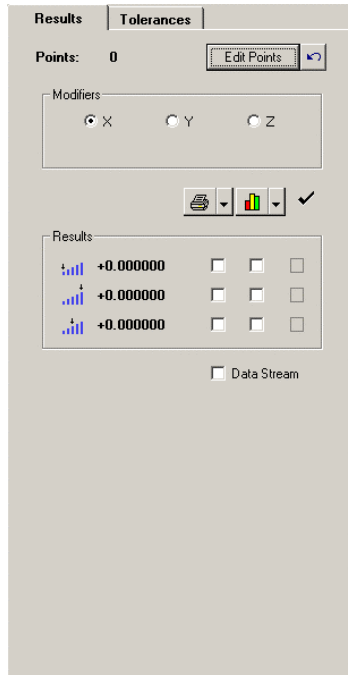 Results Tolerances
Points: 0 Edit Points
Modifiers
X Y Z
Results
+0.000000
+0.000000
+0.000000
Data Stream